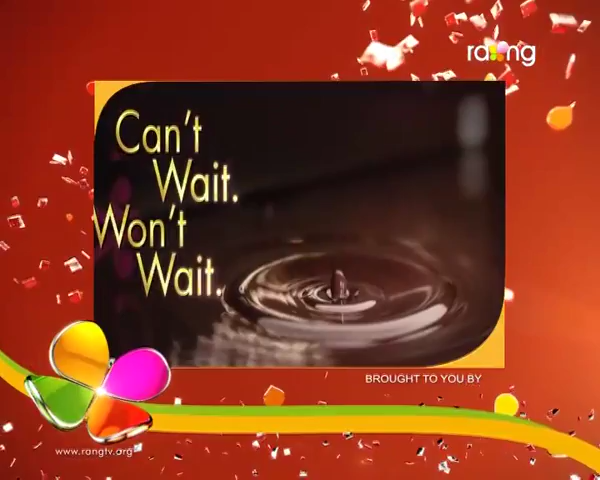 rang
Can't
Wait.
Won't
Wait.
BROUGHT TO YOU BY
www.rangtv.org